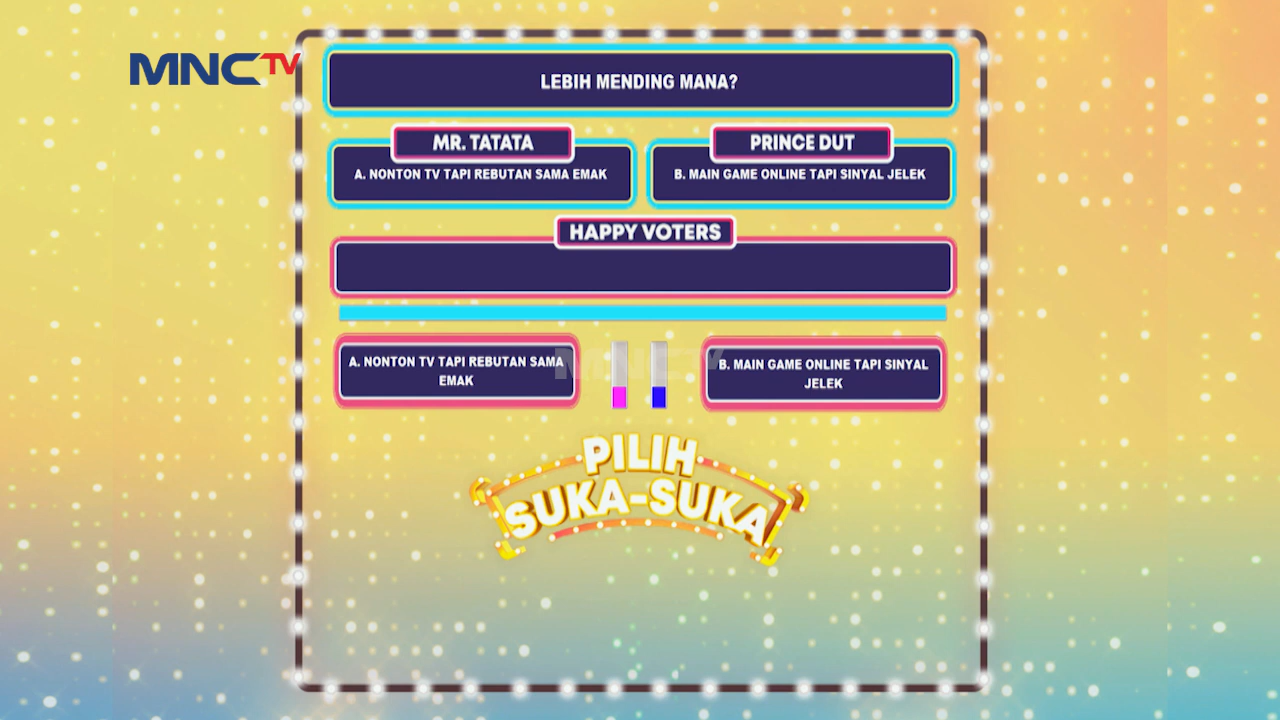 MNCTV
LEBIH MENDING MANA?
MR. TATATA
A. NONTON TV TAPI REBUTAN SAMA EMAK
PRINCE DUT
B. MAIN GAME ONLINE TAPI SINYAL JELEK
HAPPY VOTERS
A. NONTON TV TAPI REBUTAN SAMA
EMAK
MNCTV
B. MAIN GAME ONLINE TAPI SINYAL
JELEK
PILIH
SUKA-SUKA